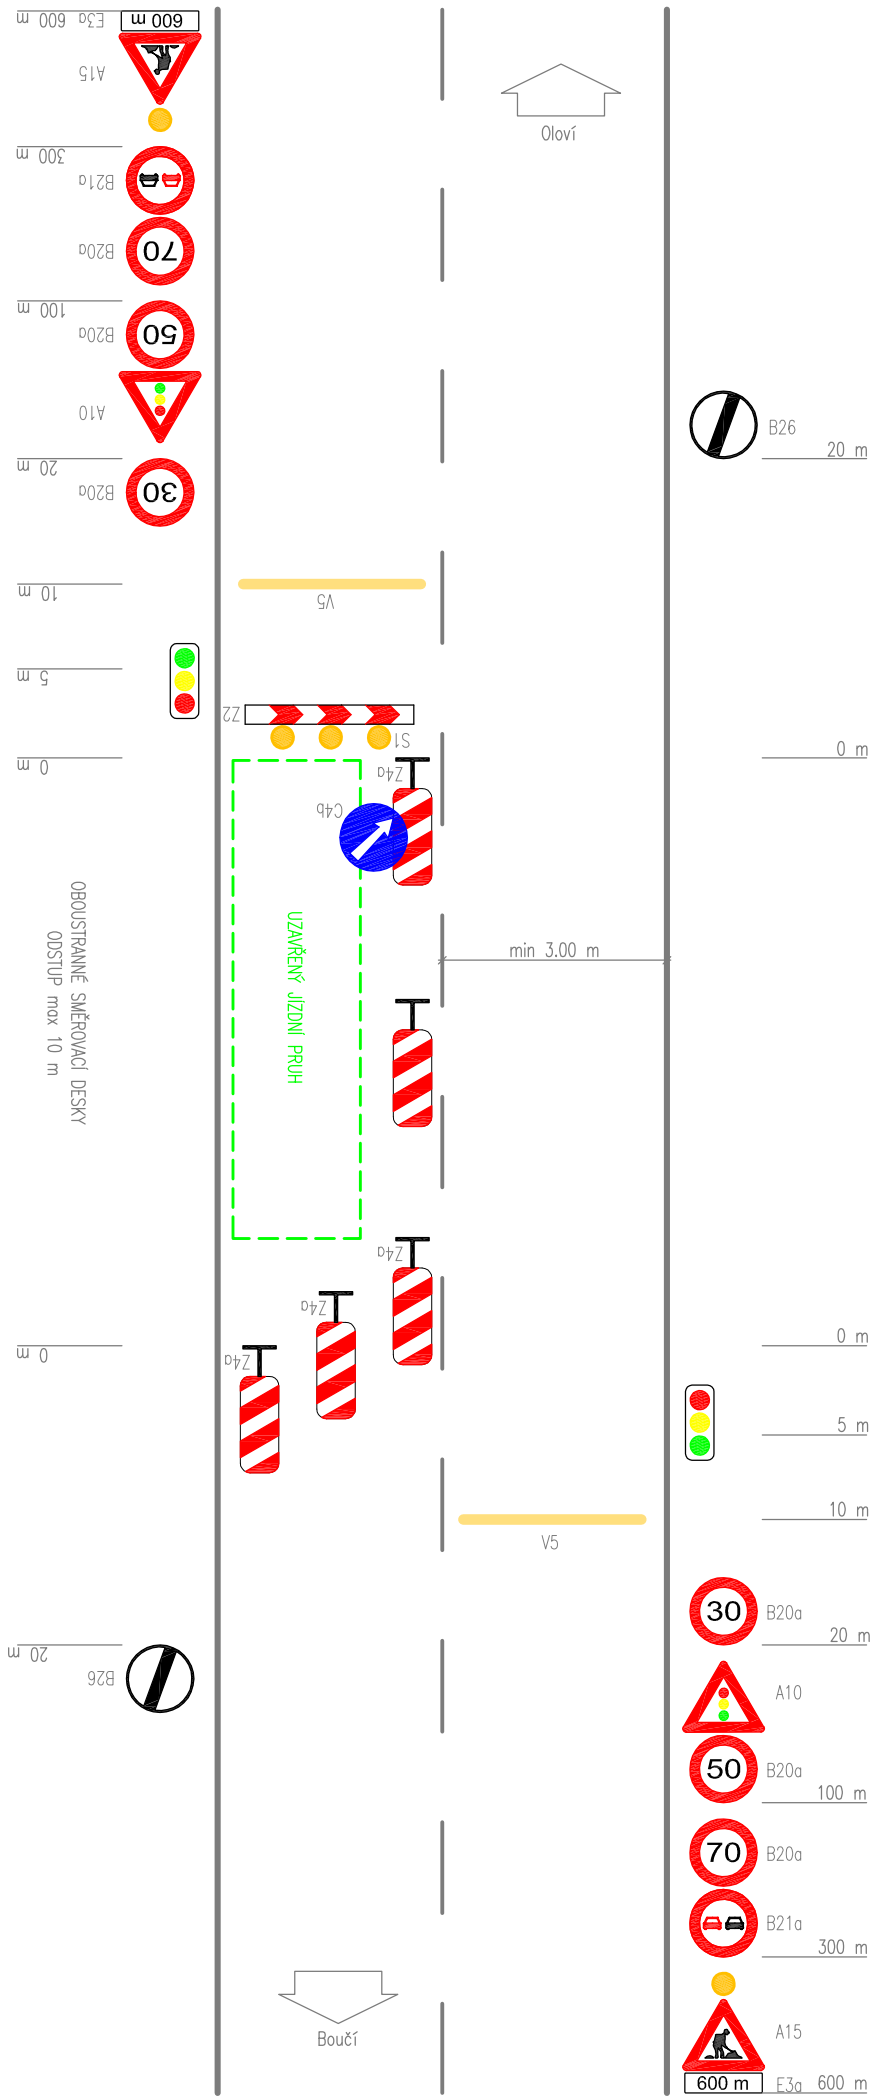 E3a 600 m
600 m
A15
300 m
B21a
B20a
70
100 m
B20a
50
A10
20 m
B20a
30
10 m
V5
5 m
Z2
S1
0 m
Z4a
C4b
UZAVŘENÝ JÍZDNÍ PRUH
OBOUSTRANNÉ SMĚROVACÍ DESKY
ODSTUP max 10 m
Z4a
Z4a
Z4a
0 m
20 m
B26
Boučí
Oloví
B26
20 m
0 m
min 3.00 m
0 m
5 m
10 m
V5
30
B20a
20 m
A10
50
B20a
100 m
70
B20a
B21a
300 m
A15
600 m
E3a 600 m